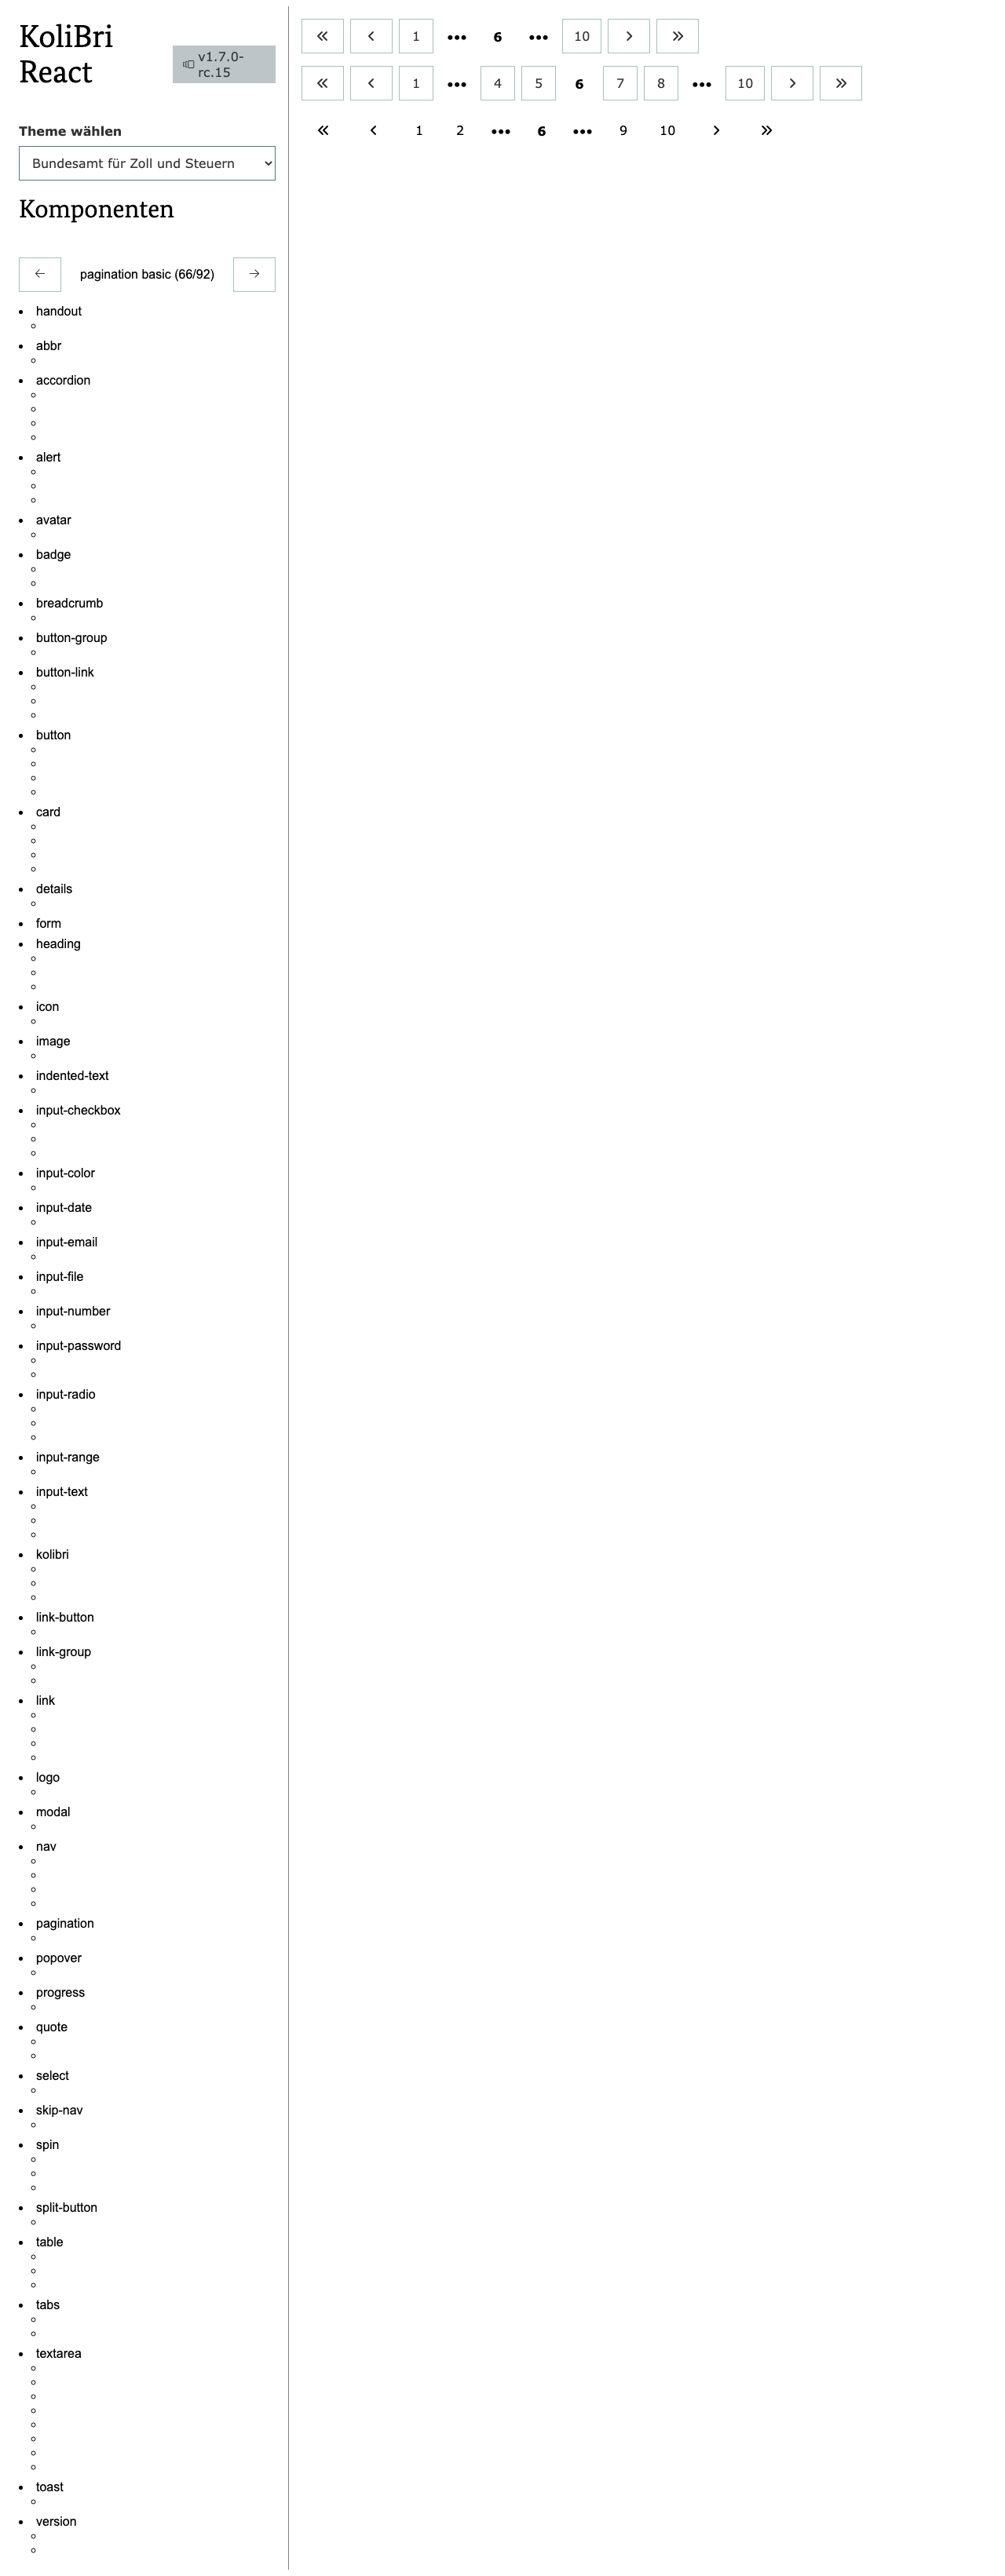 KoliBri
React
v1.7.0-
rc.15
Theme wählen
Bundesamt für Zoll und Steuern
Komponenten
pagination basic (66/92)
handout
abbr
accordion
alert
avatar
badge
breadcrumb
button-group
button-link
button
card
details
form
heading
icon
image
indented-text
input-checkbox
input-color
input-date
input-email
input-file
input-number
input-password
input-radio
input-range
input-text
kolibri
link-button
link-group
link
logo
modal
nav
pagination
popover
progress
quote
select
skip-nav
spin
split-button
table
tabs
textarea
toast
version
1 ••• 6 ••• 10
1 ••• 4 5 6 7 8 ••• 10
1 2 ••• 6 ••• 9 10